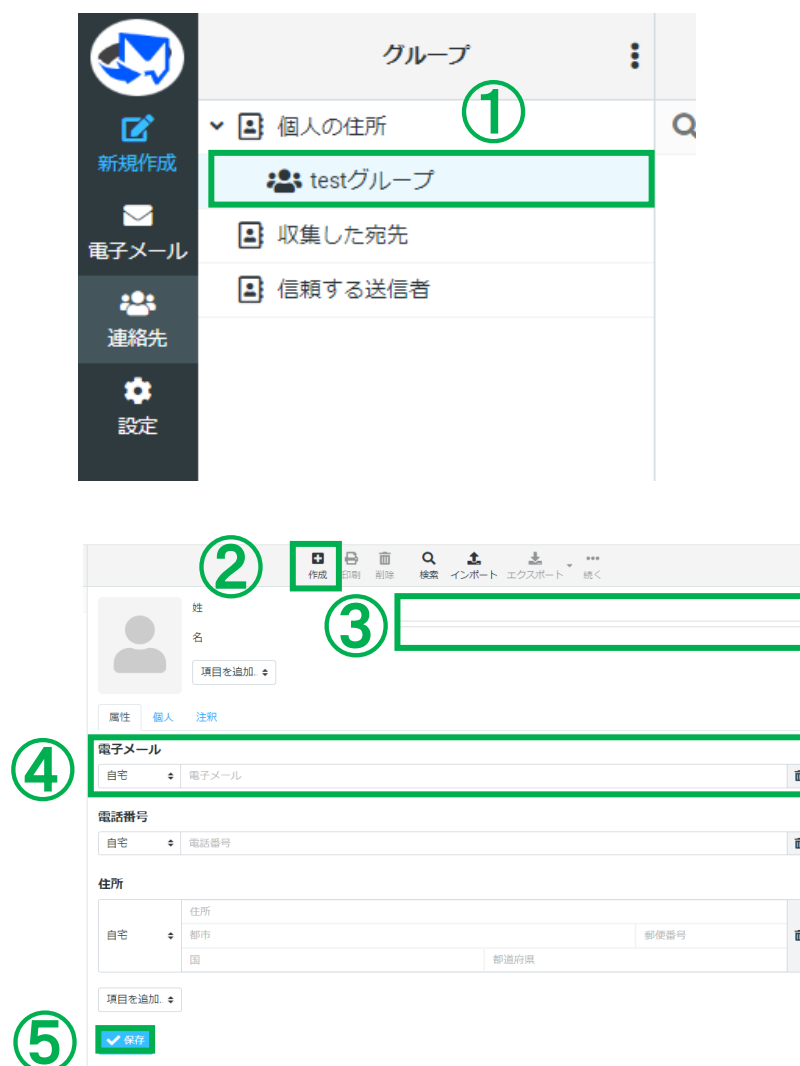 グループ
①
個人の住所
新規作成
testグループ
電子メール
収集した宛先
信頼する送信者
連絡先
設定
②
作成 印刷 削除 検索 インポート エクスポート 続く
姓
③
名
項目を追加.
属性 個人 注釈
④
電子メール
自宅 電子メール
電話番号
自宅 電話番号
住所
住所
自宅 都市 郵便番号
国 都道府県
項目を追加.
⑤
保存